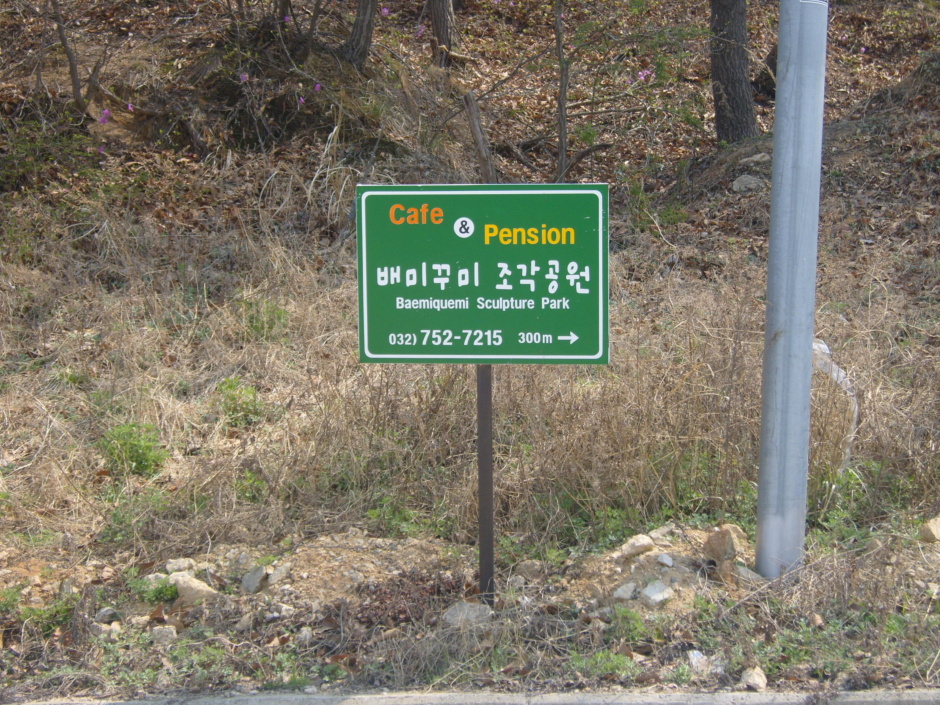 Cafe & Pension
배미꾸미 조각공원
Baemiquemi Sculpture Park
032) 752-7215 300m →